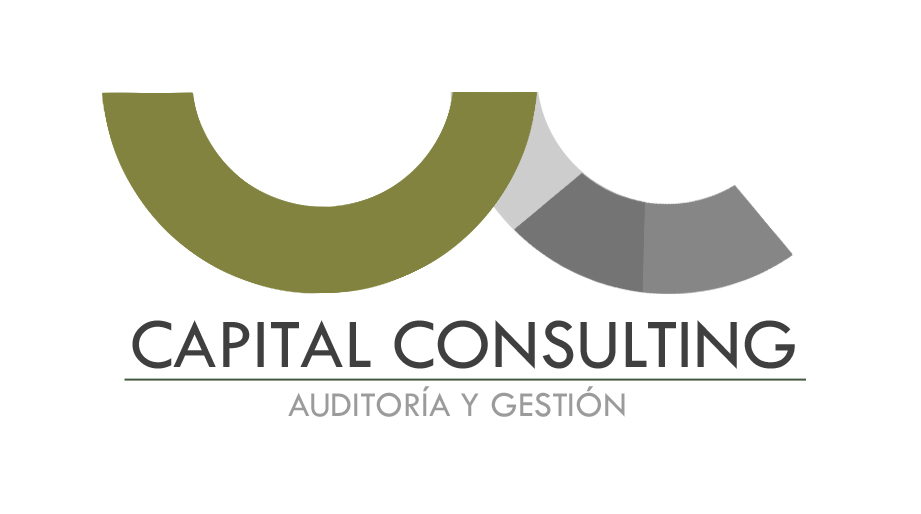 CAPITAL CONSULTING
AUDITORÍA Y GESTIÓN